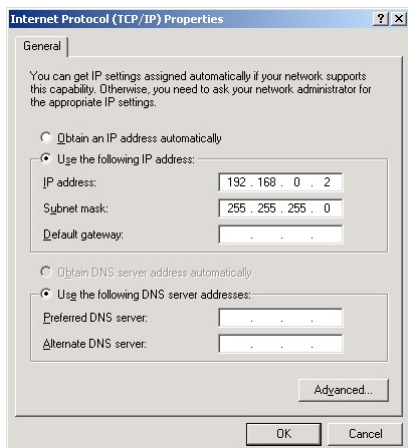 Internet Protocol (TCP/IP) Properties
General
You can get IP settings assigned automatically if your network supports
this capability. Otherwise, you need to ask your network administrator for
the appropriate IP settings.
Obtain an IP address automatically
Use the following IP address:
IP address: 192 . 168 . 0 . 2
Subnet mask: 255 . 255 . 255 . 0
Default gateway: . . .
Obtain DNS server address automatically
Use the following DNS server addresses:
Preferred DNS server: . . .
Alternate DNS server: . . .
Advanced...
OK Cancel